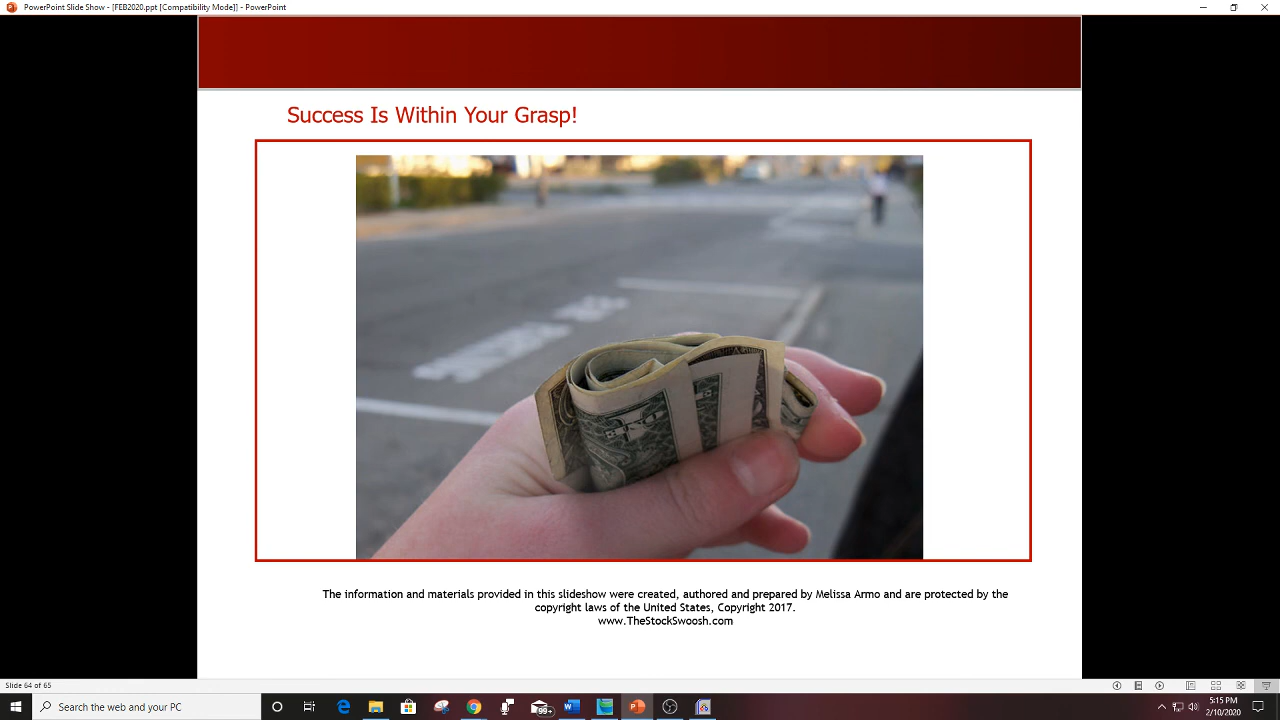 PowerPoint Slide Show - [FEB2020.ppt [Compatibility Mode]] - PowerPoint
Success Is Within Your Grasp!
The information and materials provided in this slideshow were created, authored and prepared by Melissa Armo and are protected by the
copyright laws of the United States, Copyright 2017.
www.TheStockSwoosh.com
Slide 64 of 65
Search the web and your PC
99+
5:15 PM
2/10/2020